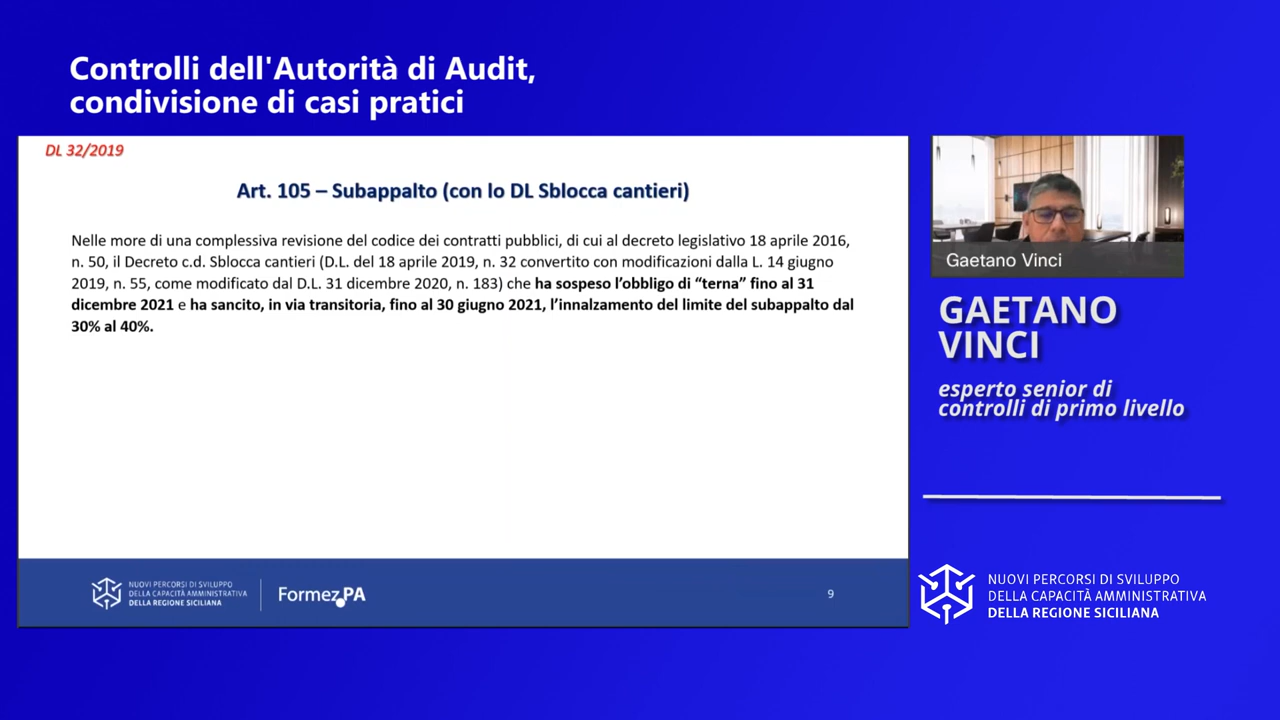 Controlli dell'Autorità di Audit,
condivisione di casi pratici
DL 32/2019
Art. 105 – Subappalto (con lo DL Sblocca cantieri)
Nelle more di una complessiva revisione del codice dei contratti pubblici, di cui al decreto legislativo 18 aprile 2016,
n. 50, il Decreto c.d. Sblocca cantieri (D.L. del 18 aprile 2019, n. 32 convertito con modificazioni dalla L. 14 giugno
2019, n. 55, come modificato dal D.L. 31 dicembre 2020, n. 183) che ha sospeso l’obbligo di “terna” fino al 31
dicembre 2021 e ha sancito, in via transitoria, fino al 30 giugno 2021, l’innalzamento del limite del subappalto dal
30% al 40%.
NUOVI PERCORSI DI SVILUPPO
DELLA CAPACITÀ AMMINISTRATIVA
DELLA REGIONE SICILIANA
FormezPA
9
Gaetano Vinci
GAETANO
VINCI
esperto senior di
controlli di primo livello
NUOVI PERCORSI DI SVILUPPO
DELLA CAPACITÀ AMMINISTRATIVA
DELLA REGIONE SICILIANA